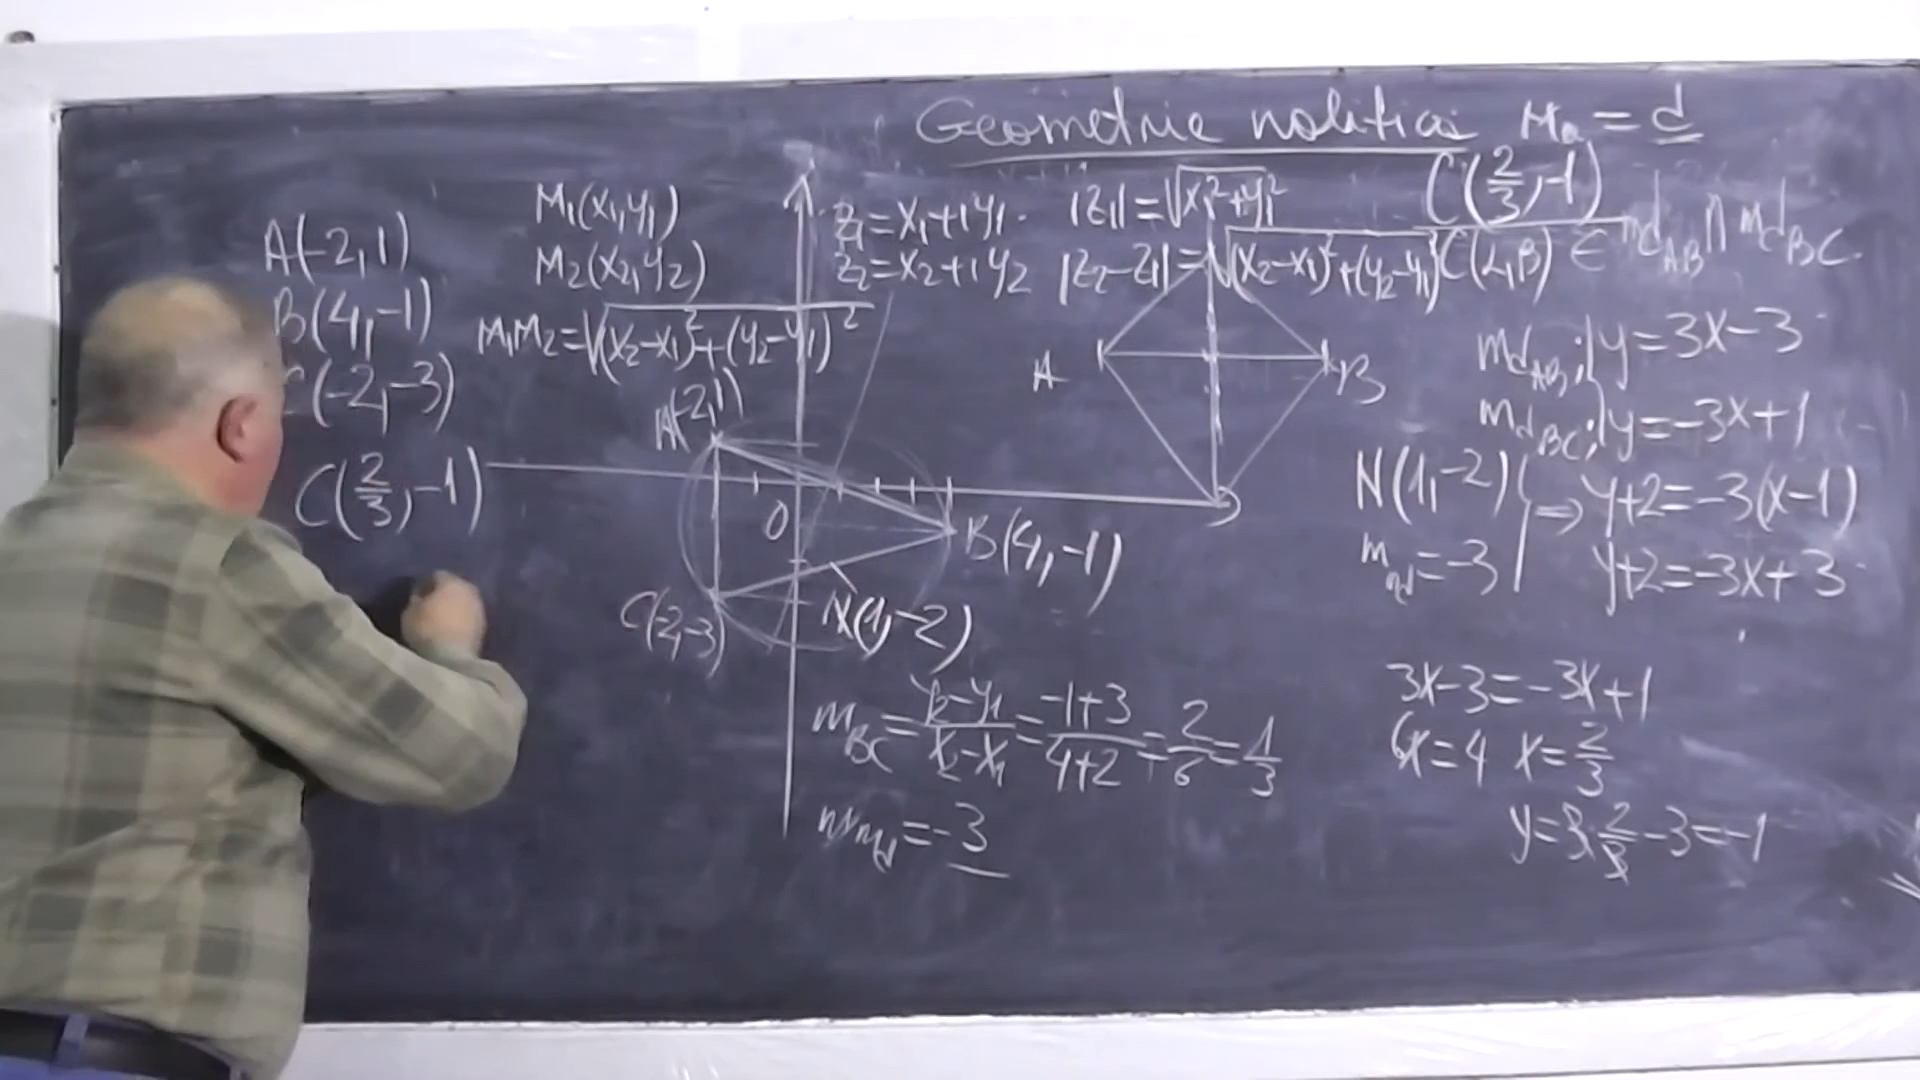 Geometrie
A(-2,1)
B(4,-1)
(-2,-3)
C(2/3,-1)
M₁(x₁,y₁)
M₂(x₂,y₂)
M₁M₂=√(x₂-x₁)²+(y₂-y₁)²
z₁=x₁+iy₁
z₂=x₂+iy₂
|z₁|=√x₁²+y₁²
|z₂-z₁|=√(x₂-x₁)²+(y₂-y₁)²
A(-2,1)
O
B(4,-1)
C(-2,-3)
N(1,-2)
A
B
m_BC=y₂-y₁/x₂-x₁=-1+3/4+2=2/6=1/3
=-3
=d
C(2/3,-1)
C(α,β)∈md_AB∩md_BC
md_AB:y=3x-3
md_BC:y=-3x+1
N(1,-2)
m_md=-3
⇒y+2=-3(x-1)
y+2=-3x+3
3x-3=-3x+1
6x=4 x=2/3
y=3·2/3-3=-1